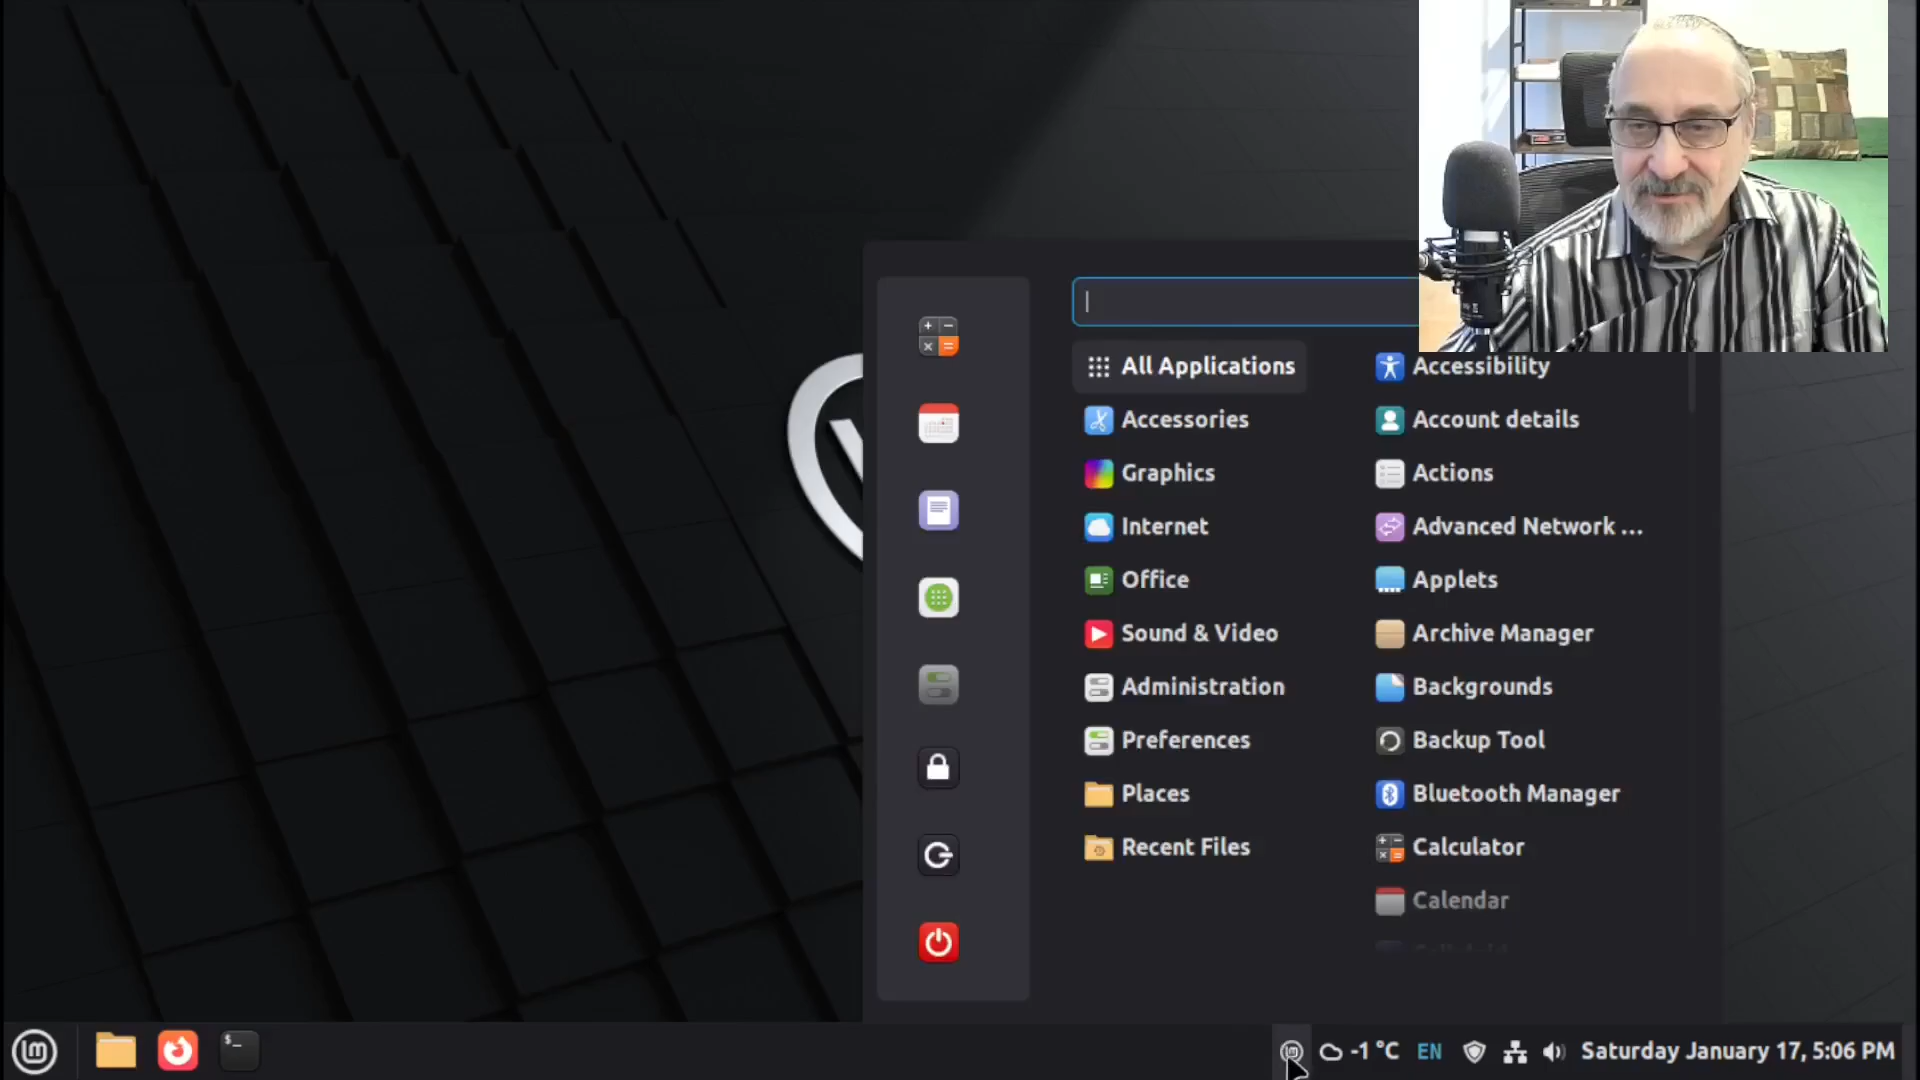 All Applications
Accessories
Graphics
Internet
Office
Sound & Video
Administration
Preferences
Places
Recent Files
Accessibility
Account details
Actions
Advanced Network ...
Applets
Archive Manager
Backgrounds
Backup Tool
Bluetooth Manager
Calculator
Calendar
-1 °C EN Saturday January 17, 5:06 PM